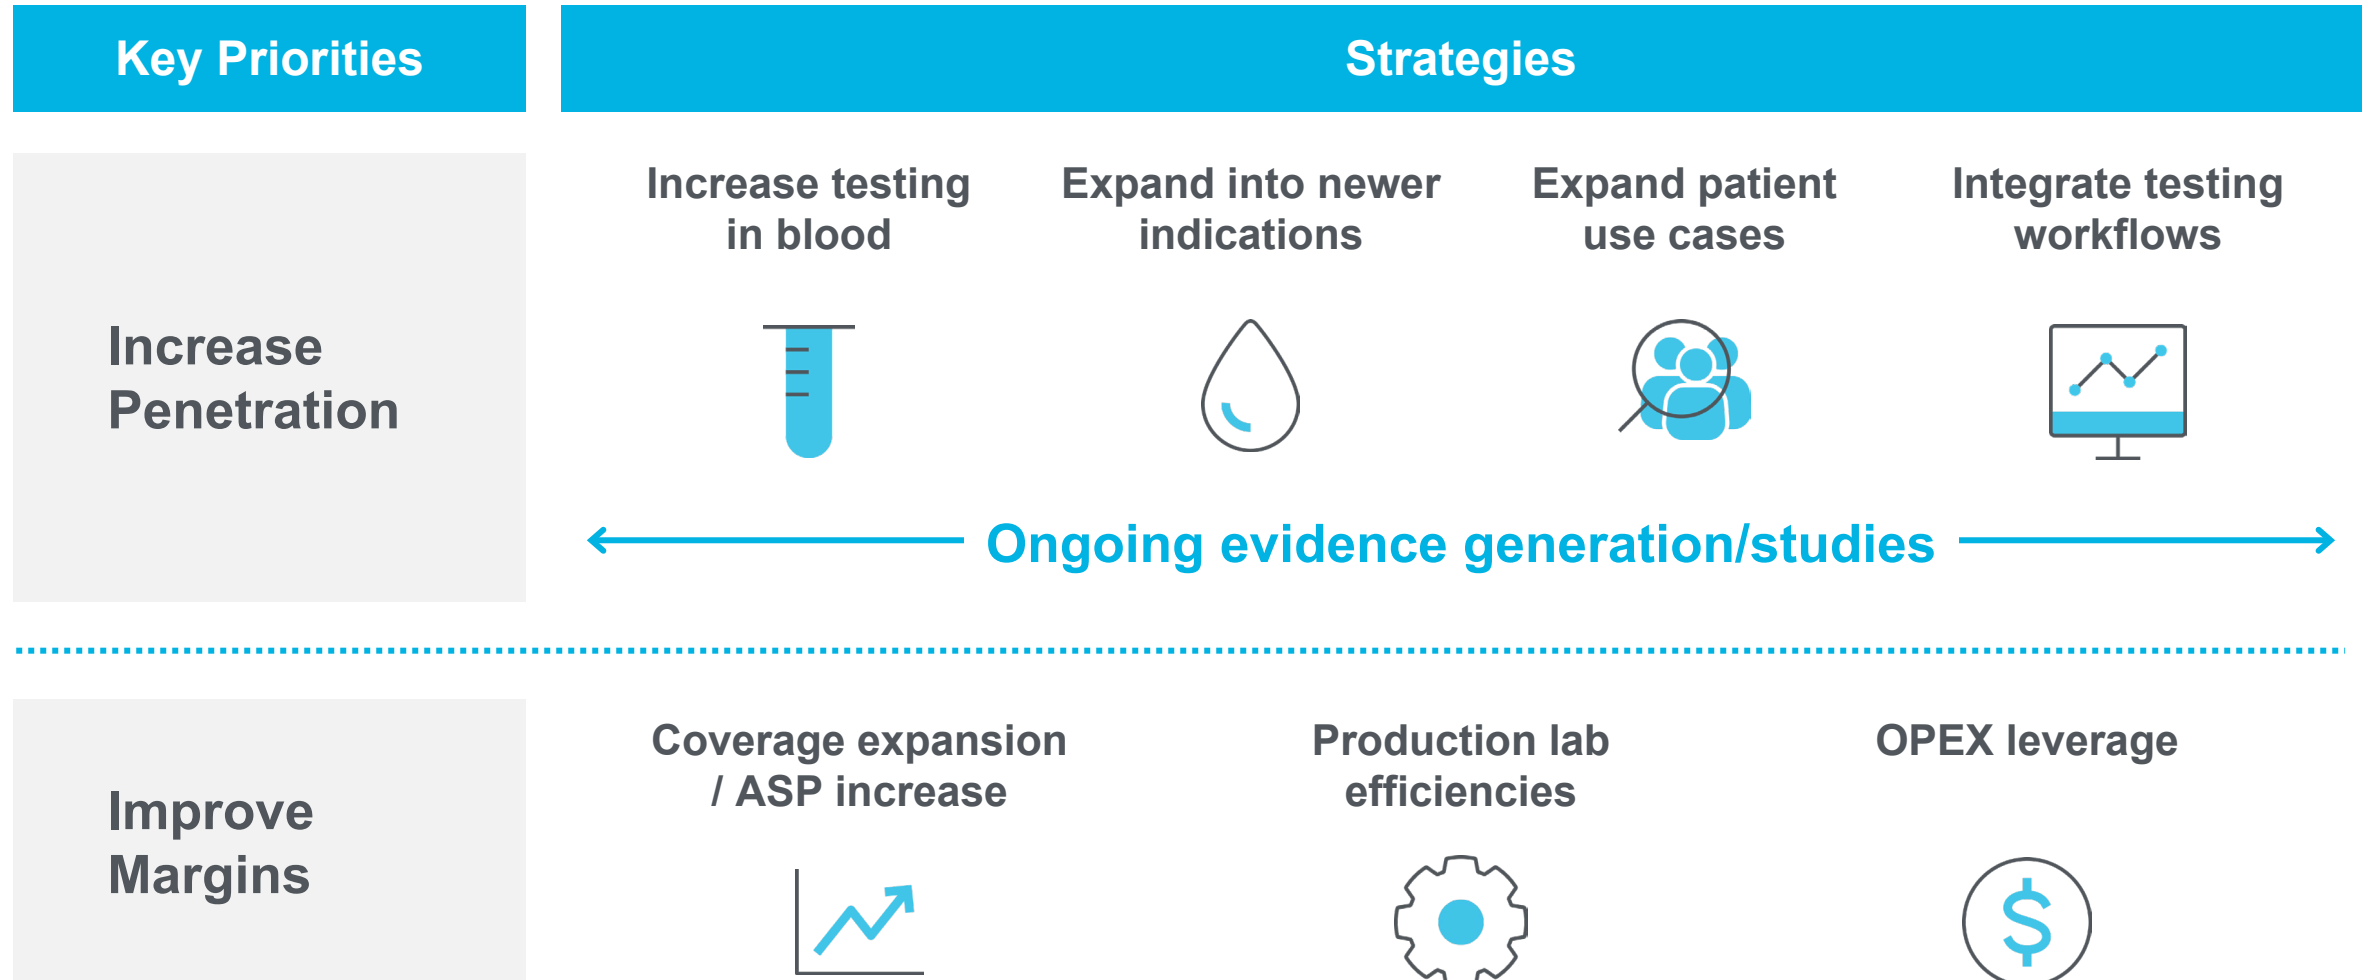 Key Priorities
Strategies
Increase
Penetration
Increase testing
in blood
Expand into newer
indications
Expand patient
use cases
Integrate testing
workflows
Ongoing evidence generation/studies
Improve
Margins
Coverage expansion
/ ASP increase
Production lab
efficiencies
OPEX leverage
$